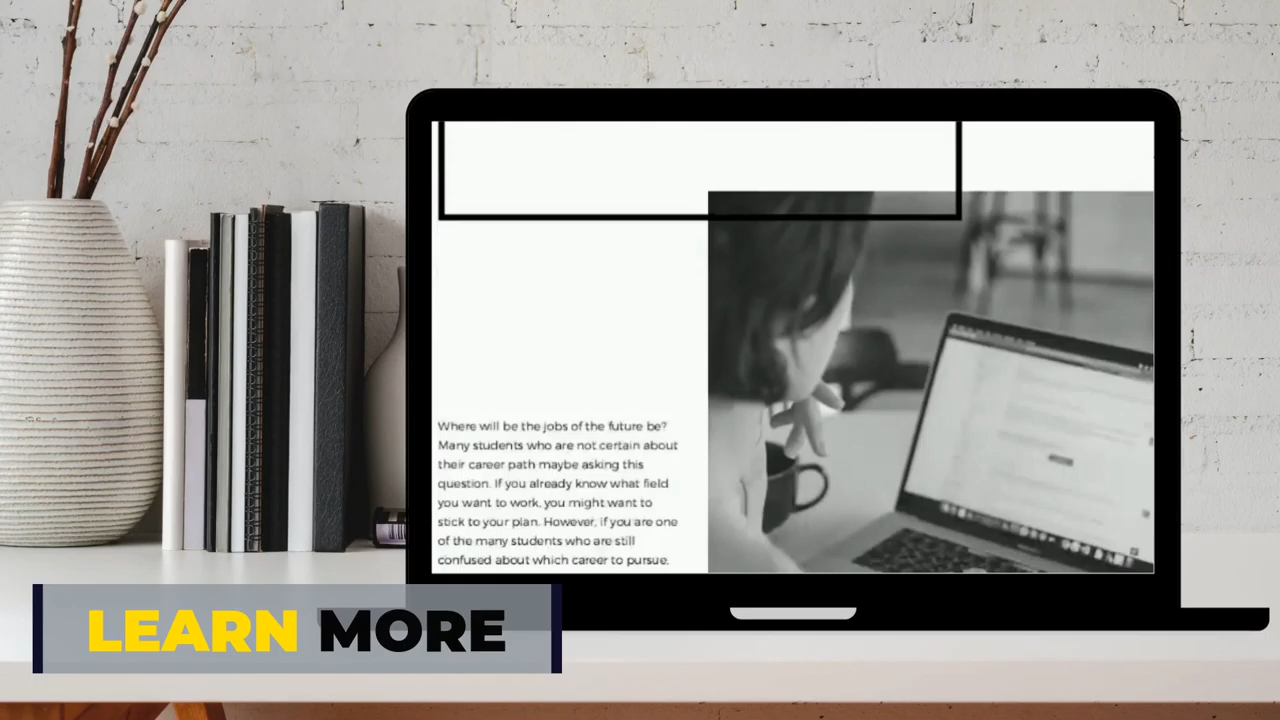 Where will be the jobs of the future be?
Many students who are not certain about
their career path maybe asking this
question. If you already know what field
you want to work, you might want to
stick to your plan. However, if you are one
of the many students who are still
confused about which career to pursue.
LEARN MORE